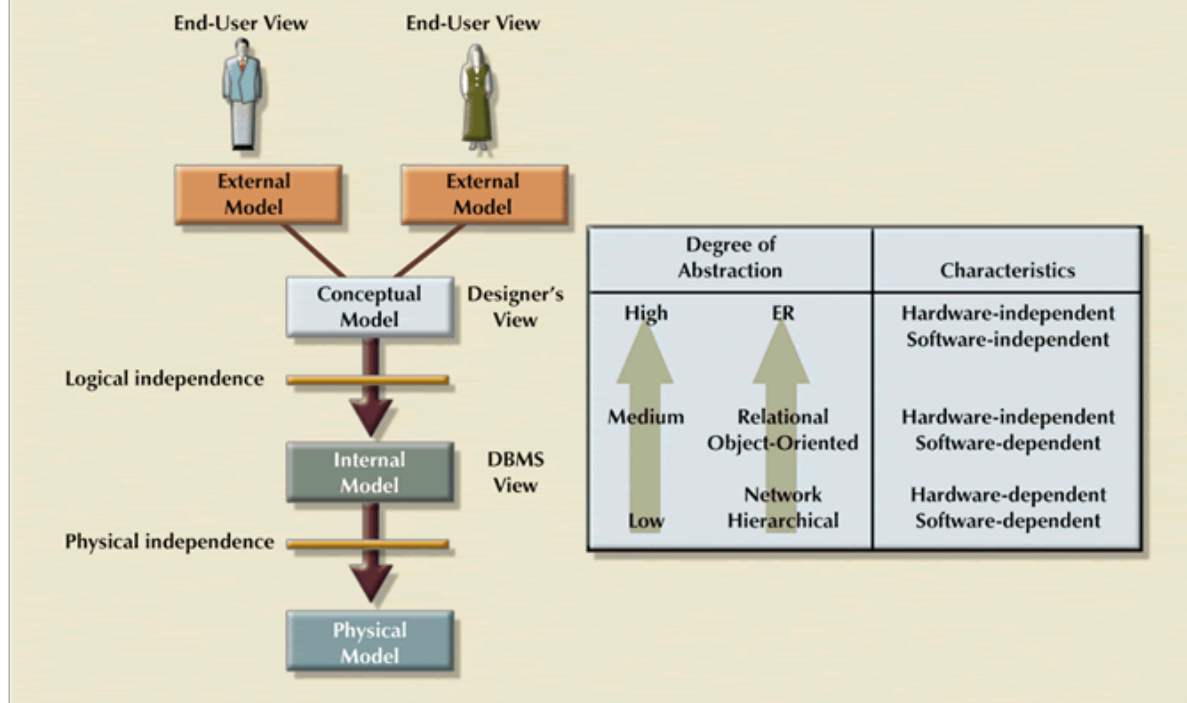 End-User View
End-User View
External
Model
External
Model
Conceptual
Model
Designer's
View
Logical independence
Internal
Model
DBMS
View
Physical independence
Physical
Model
Degree of
Abstraction
Characteristics
High
ER
Hardware-independent
Software-independent
Medium
Relational
Object-Oriented
Hardware-independent
Software-dependent
Low
Network
Hierarchical
Hardware-dependent
Software-dependent